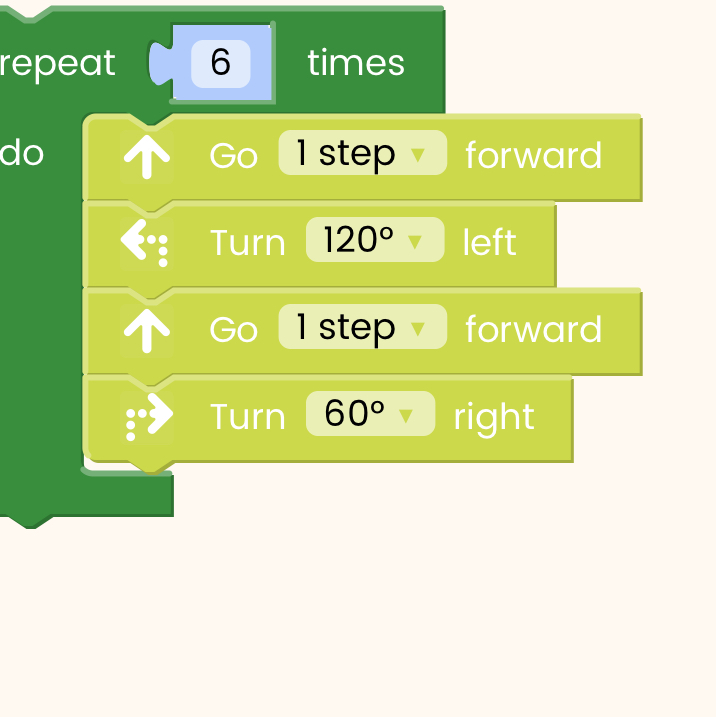 repeat 6 times
do Go 1 step ▾ forward
Turn 120° ▾ left
Go 1 step ▾ forward
Turn 60° ▾ right